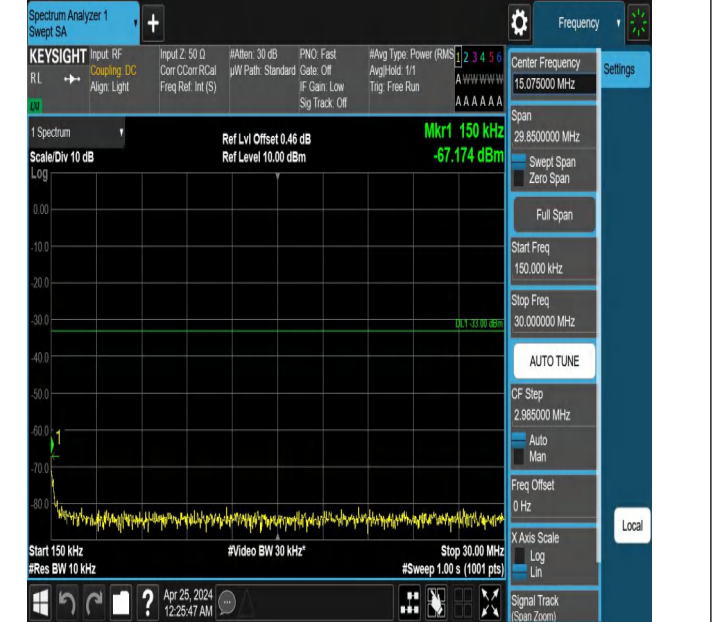 Spectrum Analyzer 1
Swept SA
+
Frequency
KEYSIGHT
RL
Input: RF
Coupling: DC
Align: Light
Input Z: 50 Ω
Corr CCorr RCal
Freq Ref: Int (S)
#Atten: 30 dB
µW Path: Standard
PNO: Fast
Gate: Off
IF Gain: Low
Sig Track: Off
#Avg Type: Power (RMS
Avg|Hold: 1/1
Trig: Free Run
1 2 3 4 5 6
A W W W W W
A A A A A A
1 Spectrum
Scale/Div 10 dB
Log
Ref Lvl Offset 0.46 dB
Ref Level 10.00 dBm
Mkr1 150 kHz
-67.174 dBm
0.00
-10.0
-20.0
-30.0
DL1 -33.00 dBm
-40.0
-50.0
-60.0
1
-70.0
-80.0
Start 150 kHz
#Res BW 10 kHz
#Video BW 30 kHz*
Stop 30.00 MHz
#Sweep 1.00 s (1001 pts)
?
Apr 25, 2024
12:25:47 AM
Center Frequency
15.075000 MHz
Settings
Span
29.8500000 MHz
Swept Span
Zero Span
Full Span
Start Freq
150.000 kHz
Stop Freq
30.000000 MHz
AUTO TUNE
CF Step
2.985000 MHz
Auto
Man
Freq Offset
0 Hz
Local
X Axis Scale
Log
Lin
Signal Track
(Span Zoom)